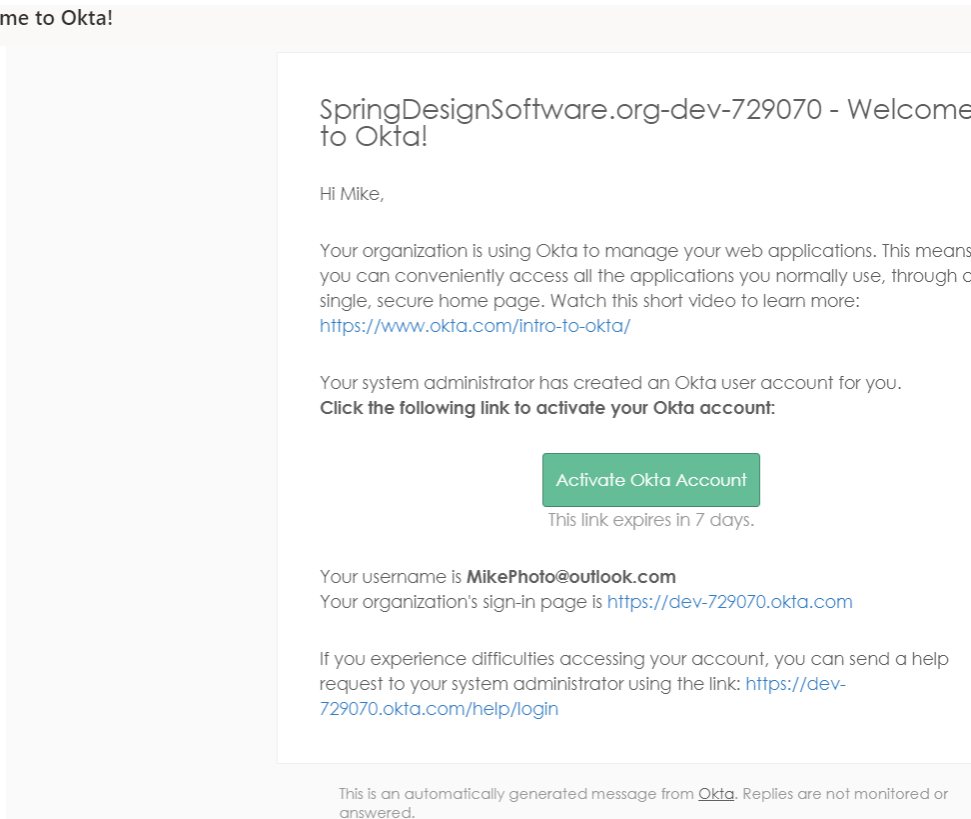 me to Okta!
SpringDesignSoftware.org-dev-729070 - Welcome
to Okta!
Hi Mike,
Your organization is using Okta to manage your web applications. This means
you can conveniently access all the applications you normally use, through
single, secure home page. Watch this short video to learn more:
https://www.okta.com/intro-to-okta/
Your system administrator has created an Okta user account for you.
Click the following link to activate your Okta account:
Activate Okta Account
This link expires in 7 days.
Your username is MikePhoto@outlook.com
Your organization's sign-in page is https://dev-729070.okta.com
If you experience difficulties accessing your account, you can send a help
request to your system administrator using the link: https://dev-
729070.okta.com/help/login
This is an automatically generated message from Okta. Replies are not monitored or
answered.